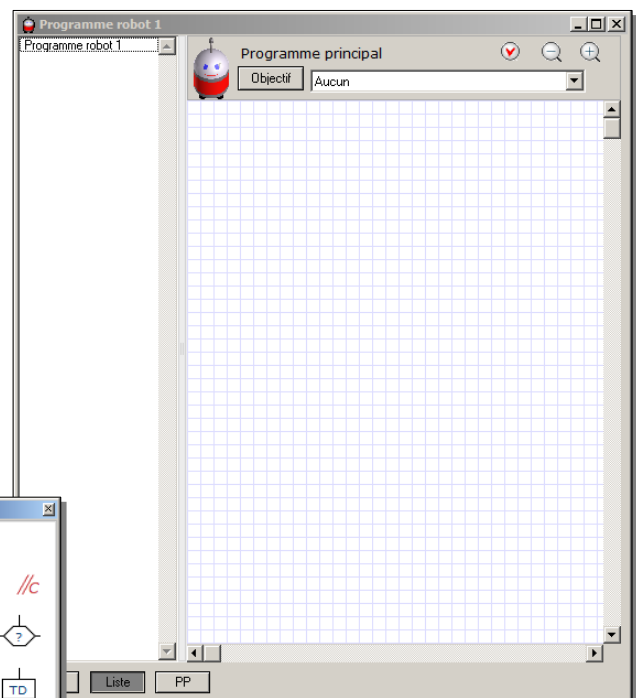 Programme robot 1
Programme robot 1
Programme principal
Objectif
Aucun
//c
?
TD
Liste
PP